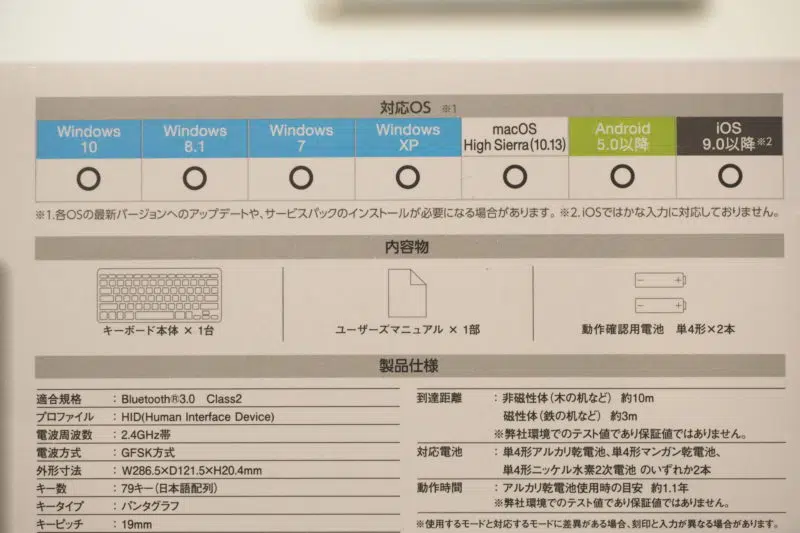 対応OS ※1
Windows 10 Windows 8.1 Windows 7 Windows XP macOS High Sierra(10.13) Android 5.0以降 iOS 9.0以降※2
○ ○ ○ ○ ○ ○ ○
※1.各OSの最新バージョンへのアップデートや、サービスパックのインストールが必要になる場合があります。 ※2.iOSではかな入力に対応しておりません。
内容物
キーボード本体 × 1台 ユーザーズマニュアル × 1部 動作確認用電池 単4形×2本
製品仕様
適合規格 : Bluetooth®3.0 Class2
プロファイル : HID(Human Interface Device)
電波周波数 : 2.4GHz帯
電波方式 : GFSK方式
外形寸法 : W286.5×D121.5×H20.4mm
キー数 : 79キー(日本語配列)
キータイプ : パンタグラフ
キーピッチ : 19mm
到達距離 : 非磁性体(木の机など) 約10m
磁性体(鉄の机など) 約3m
※弊社環境でのテスト値であり保証値ではありません。
対応電池 : 単4形アルカリ乾電池、単4形マンガン乾電池、
単4形ニッケル水素2次電池 のいずれか2本
動作時間 : アルカリ乾電池使用時の目安 約1.1年
※弊社環境でのテスト値であり保証値ではありません。
※使用するモードと対応するモードに差異がある場合、刻印と入力が異なる場合があります。